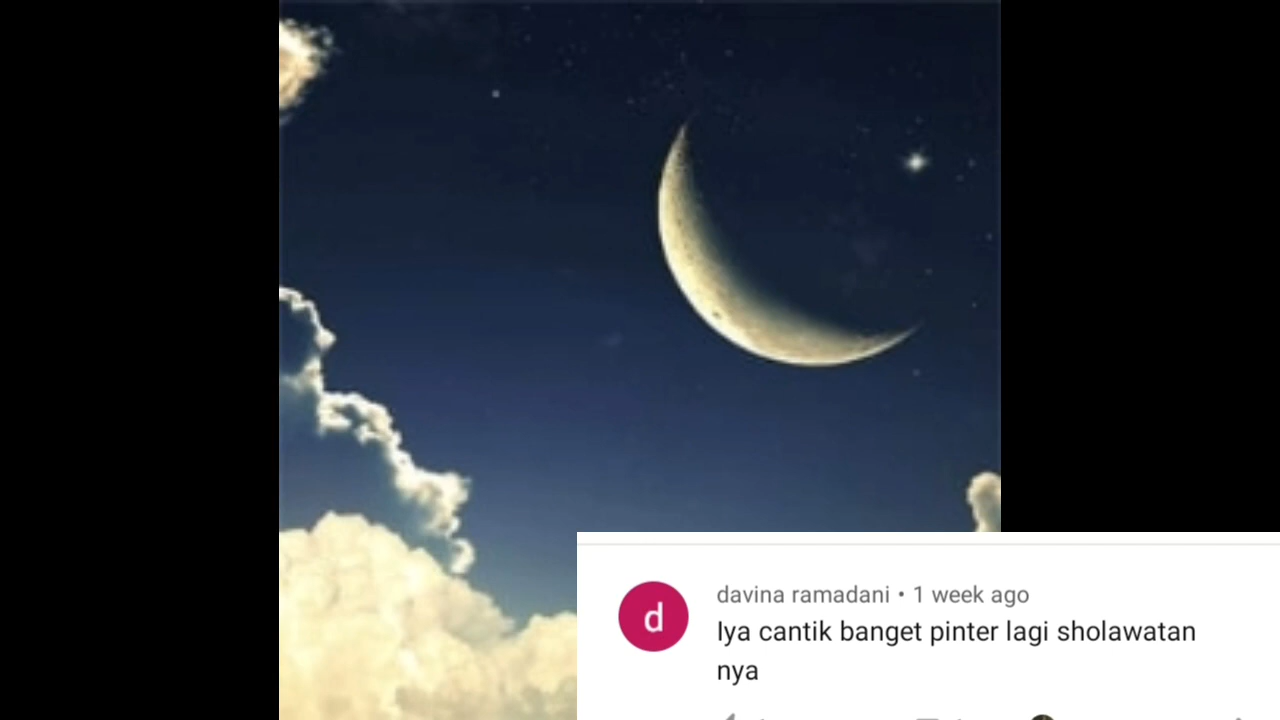 d
davina ramadani • 1 week ago
Iya cantik banget pinter lagi sholawatan
nya